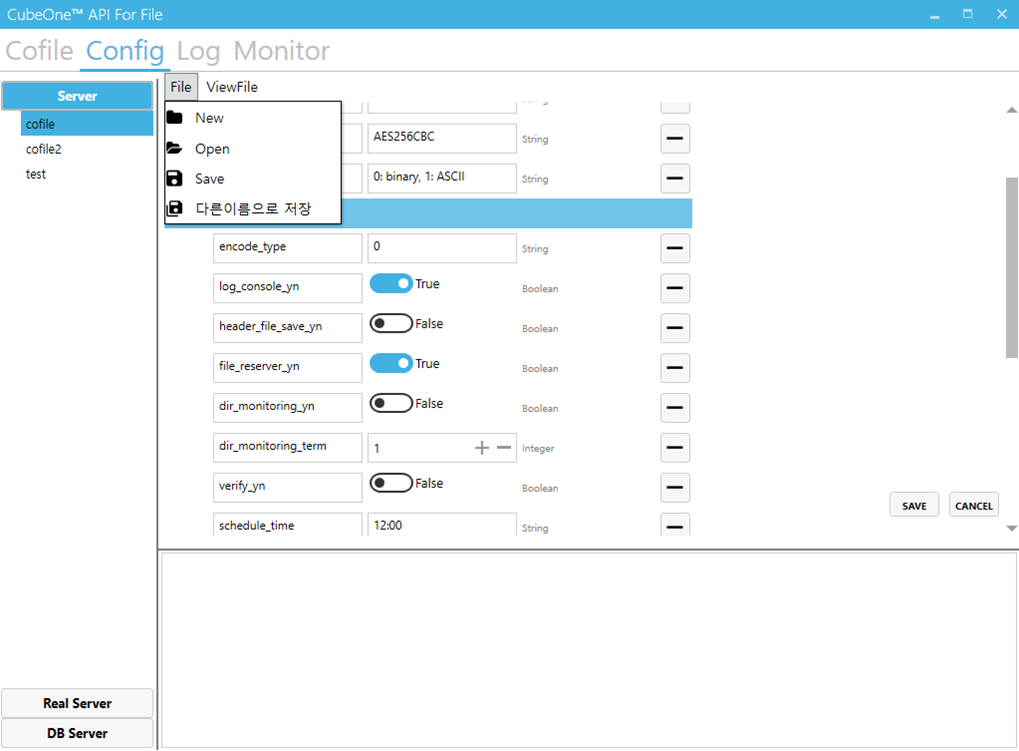 CubeOne™ API For File
Cofile Config Log Monitor
Server
cofile
cofile2
test
File ViewFile
New
Open
Save
다른이름으로 저장
AES256CBC String
0: binary, 1: ASCII String
encode_type 0 String
log_console_yn True Boolean
header_file_save_yn False Boolean
file_reserver_yn True Boolean
dir_monitoring_yn False Boolean
dir_monitoring_term 1 Integer
verify_yn False Boolean
schedule_time 12:00 String
SAVE CANCEL
Real Server
DB Server